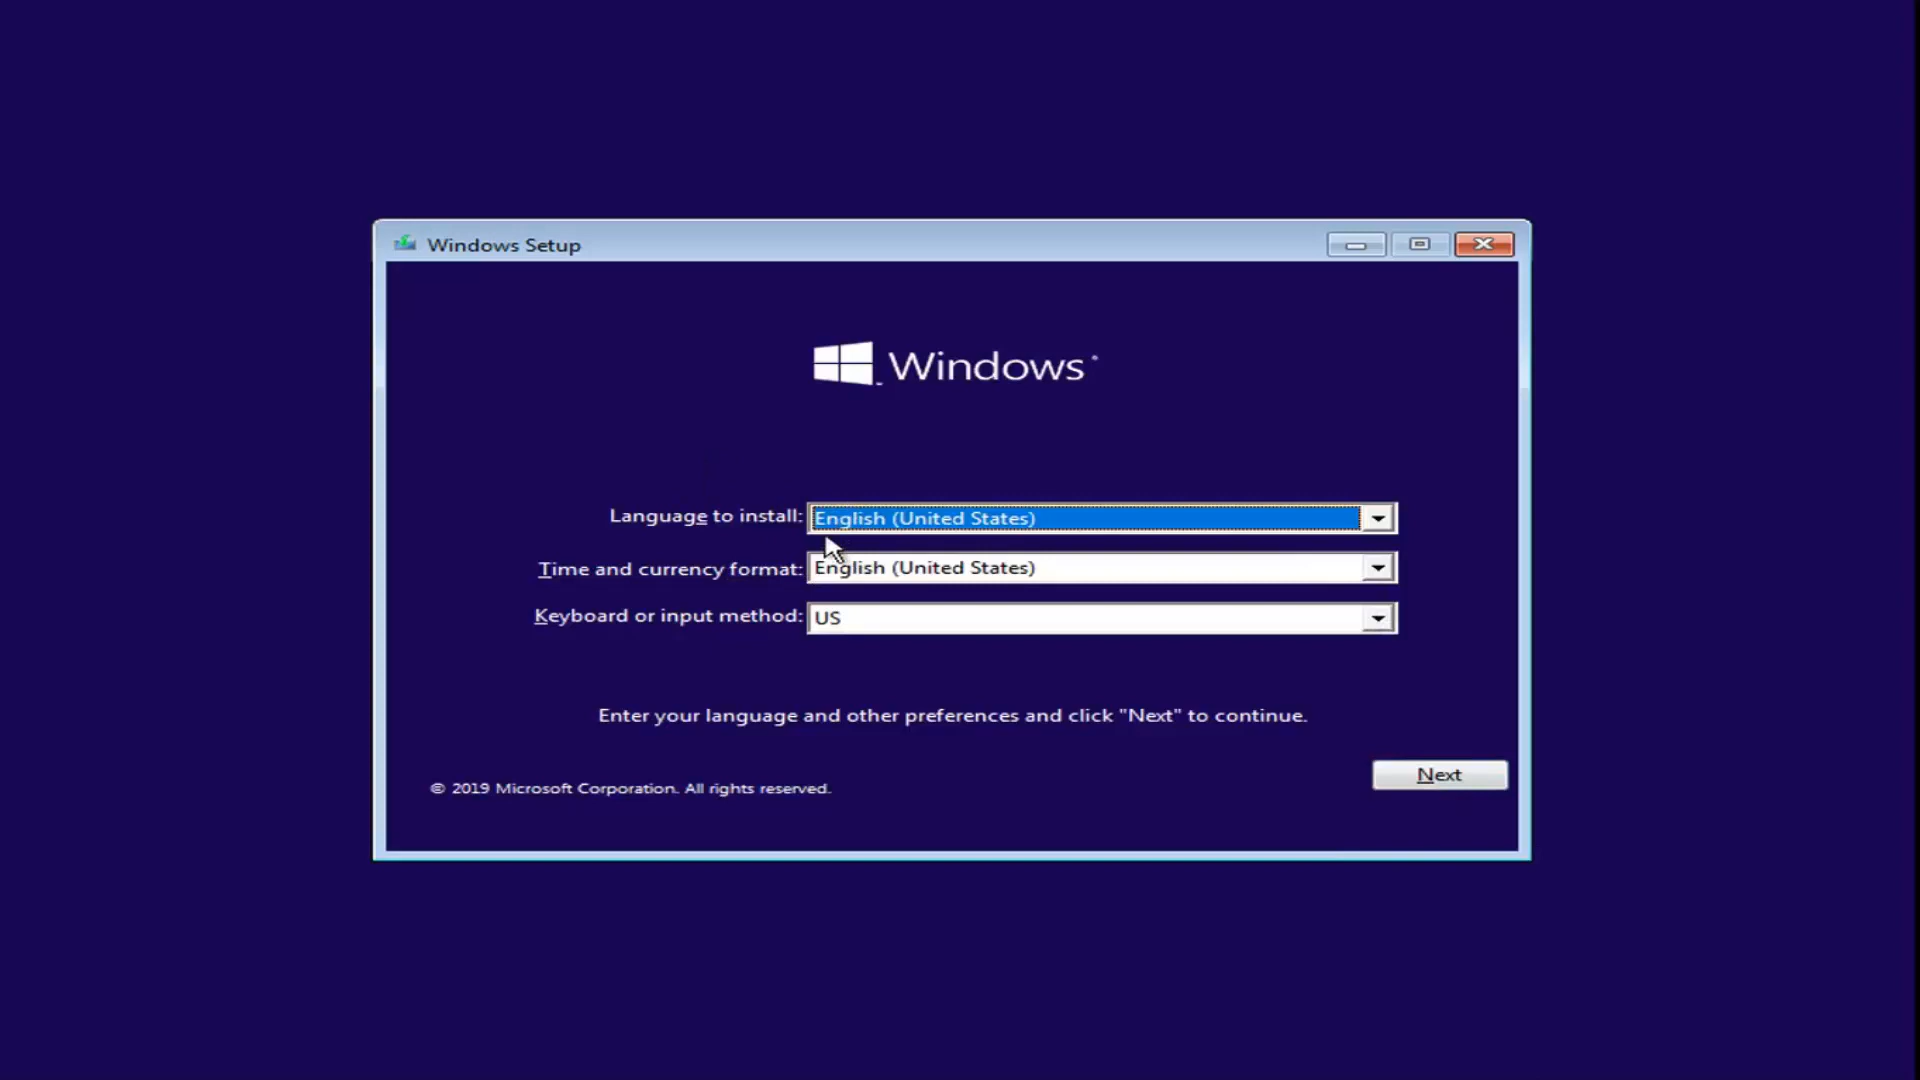 Windows Setup
Windows
Language to install: English (United States)
Time and currency format: English (United States)
Keyboard or input method: US
Enter your language and other preferences and click "Next" to continue.
Next
© 2019 Microsoft Corporation. All rights reserved.